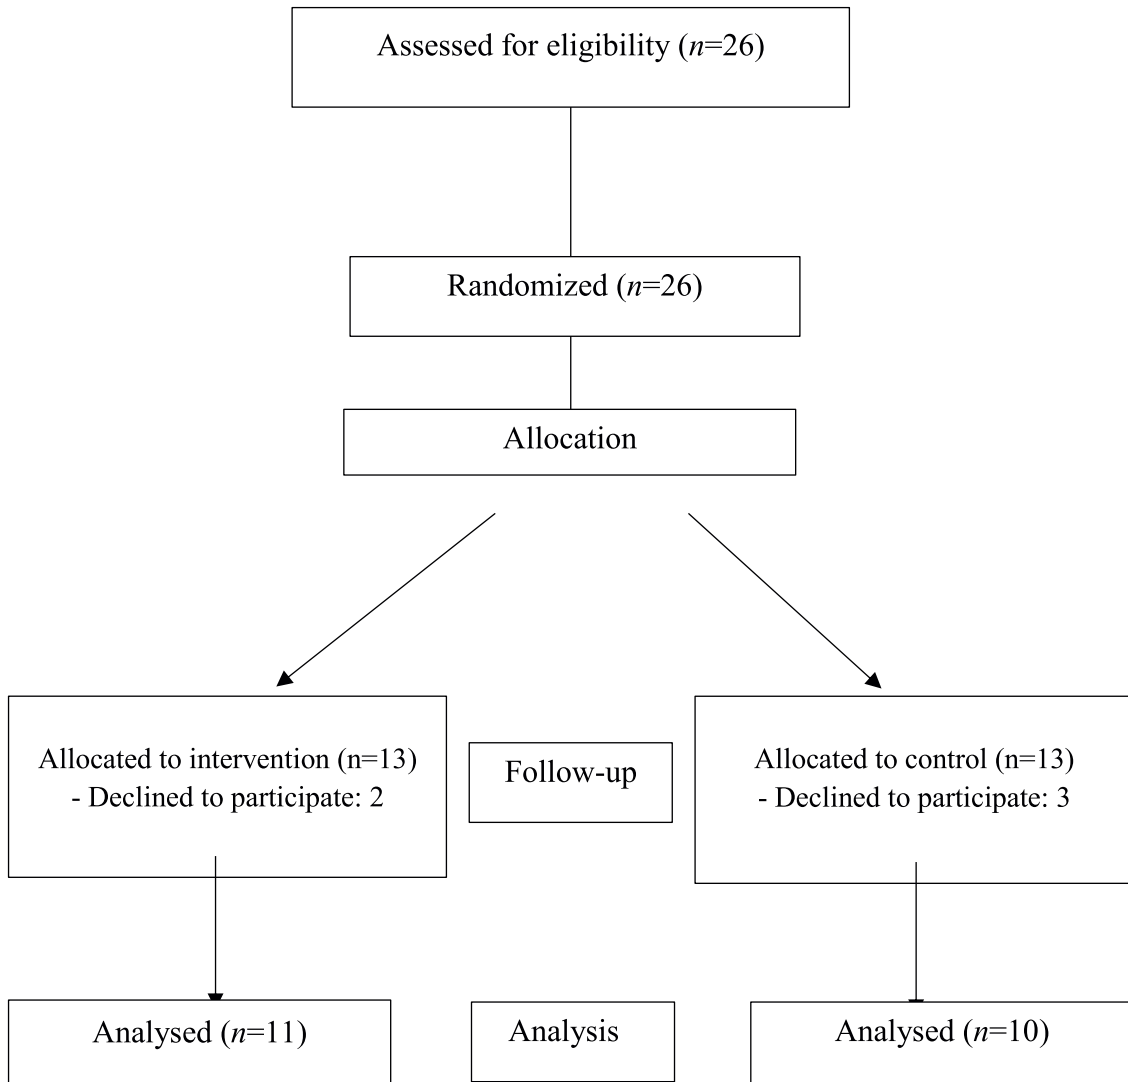 Assessed for eligibility (n=26)
Randomized (n=26)
Allocation
Allocated to intervention (n=13)
- Declined to participate: 2
Follow-up
Allocated to control (n=13)
- Declined to participate: 3
Analysed (n=11)
Analysis
Analysed (n=10)